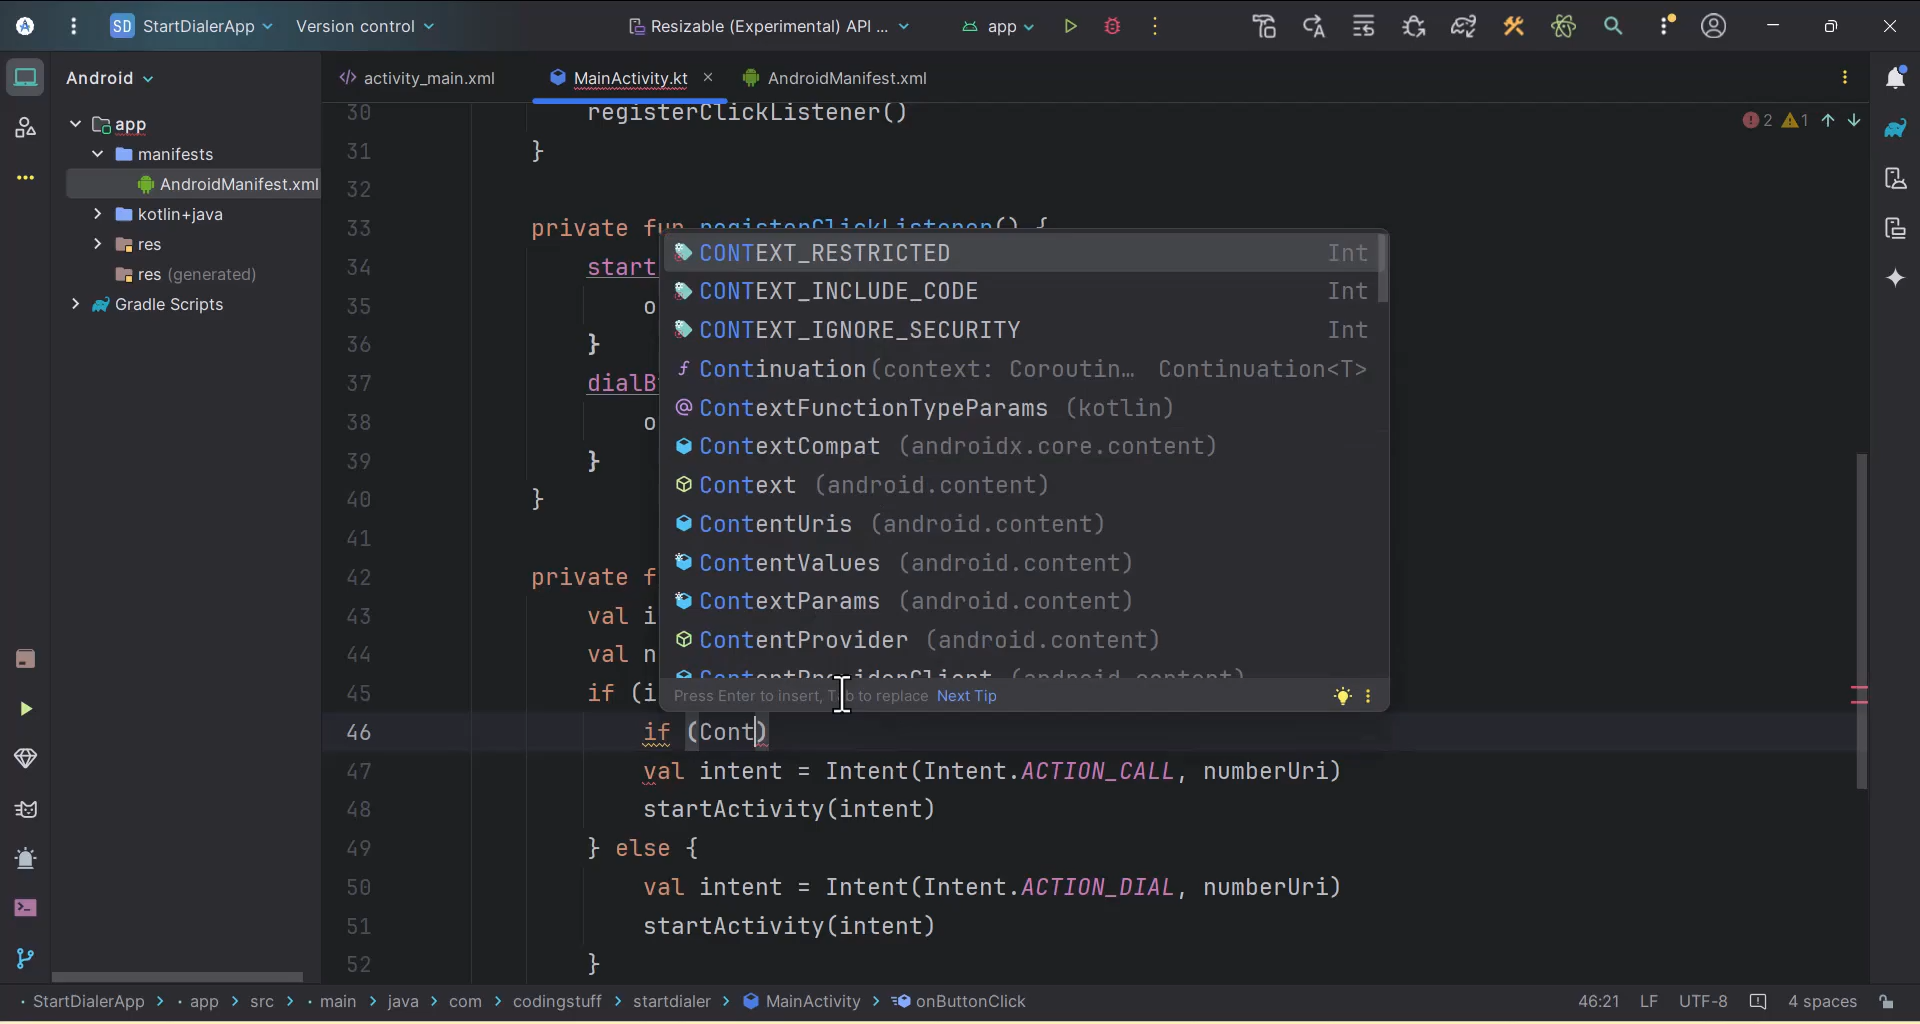 SD StartDialerApp Version control Resizable (Experimental) API ... app
Android
activity_main.xml MainActivity.kt AndroidManifest.xml
app
manifests
AndroidManifest.xml
kotlin+java
res
res (generated)
Gradle Scripts
2 1
30 registerClickListener()
31 }
32
33 private fun registerClickListener() {
34 start
35 o
36 }
37 dialB
38 o
39 }
40 }
41
42 private f
43 val i
44 val n
45 if (i
46 if (Cont)
47 val intent = Intent(Intent.ACTION_CALL, numberUri)
48 startActivity(intent)
49 } else {
50 val intent = Intent(Intent.ACTION_DIAL, numberUri)
51 startActivity(intent)
52 }
CONTEXT_RESTRICTED Int
CONTEXT_INCLUDE_CODE Int
CONTEXT_IGNORE_SECURITY Int
Continuation(context: Coroutin... Continuation<T>
ContextFunctionTypeParams (kotlin)
ContextCompat (androidx.core.content)
Context (android.content)
ContentUris (android.content)
ContentValues (android.content)
ContextParams (android.content)
ContentProvider (android.content)
ContentProviderClient (android.content)
Press Enter to insert, Tab to replace Next Tip
StartDialerApp > app > src > main > java > com > codingstuff > startdialer > MainActivity > onButtonClick 46:21 LF UTF-8 4 spaces